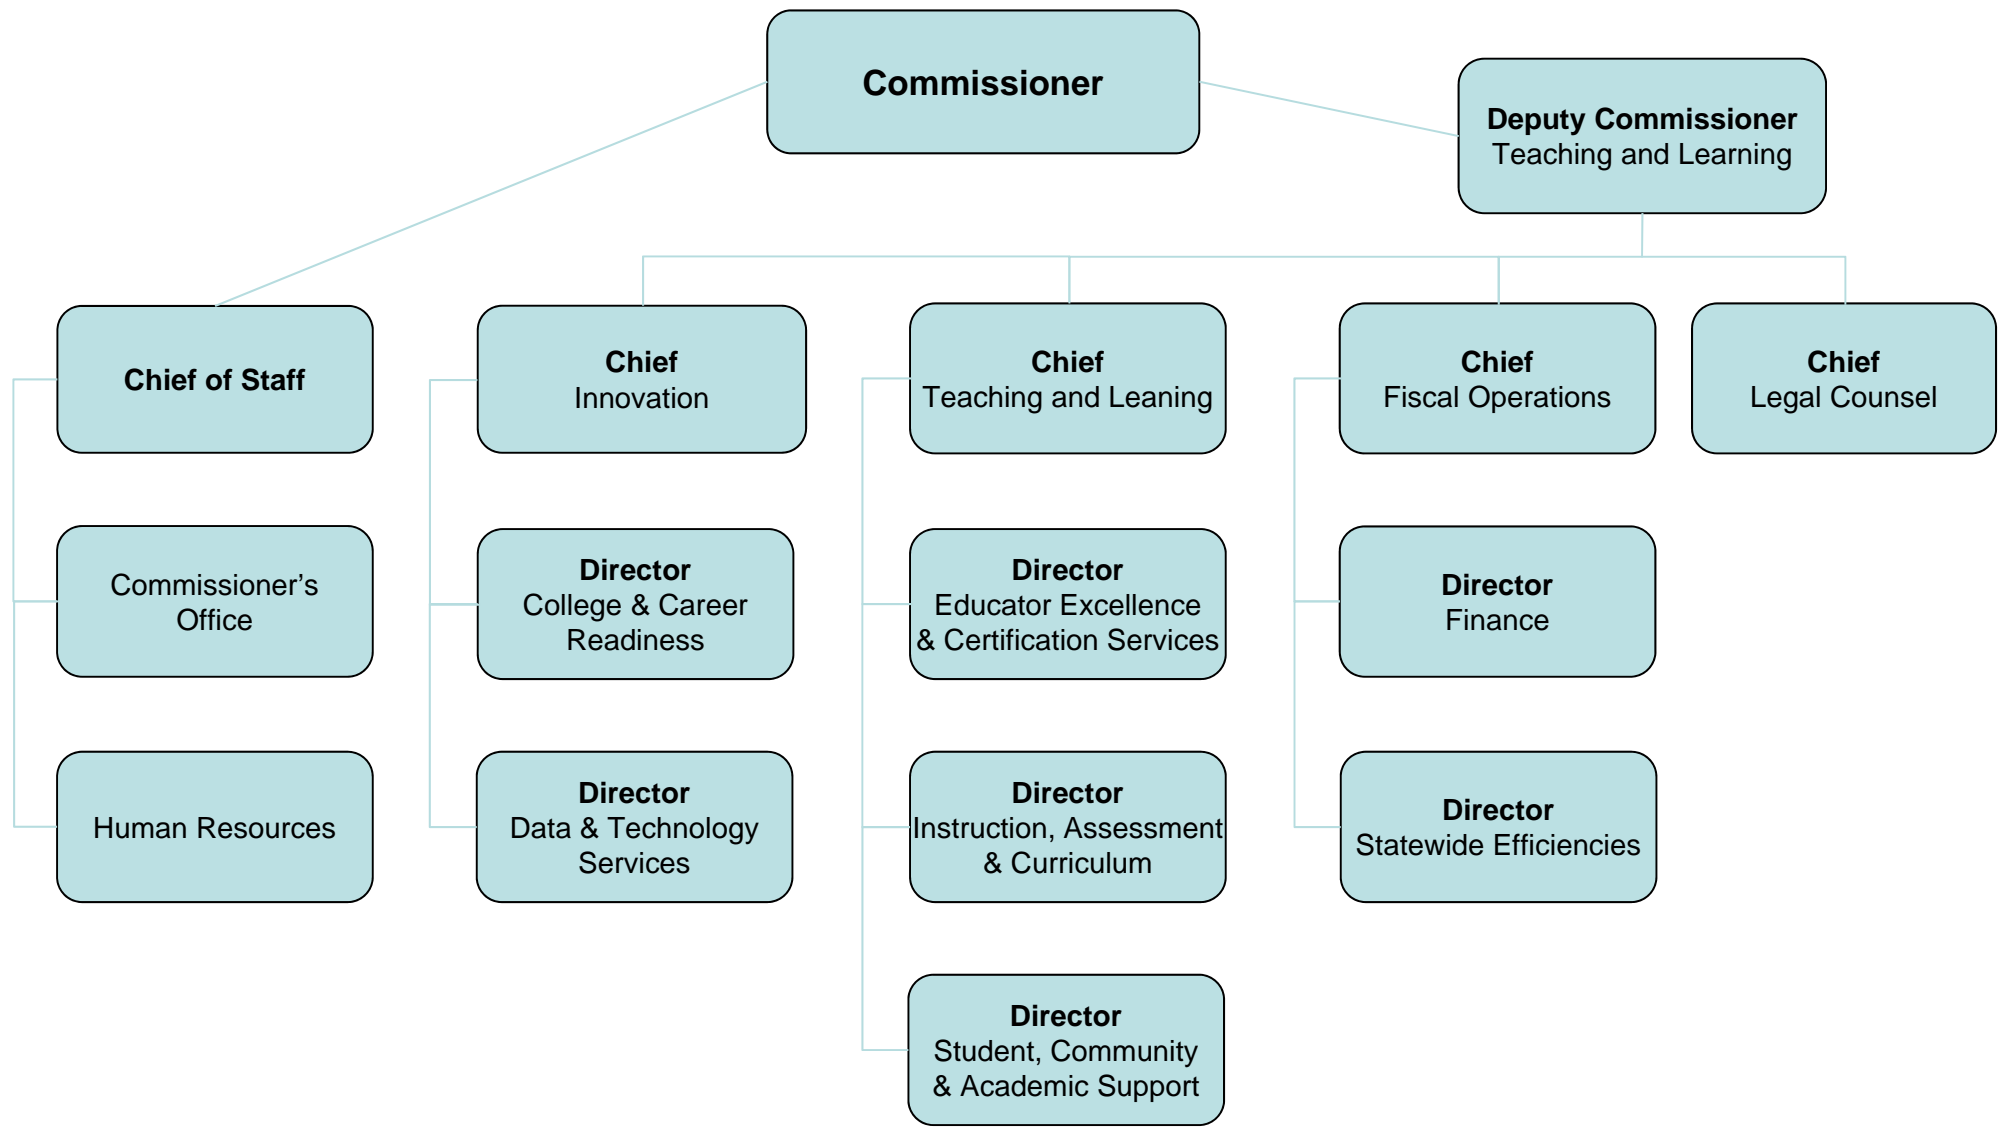 Commissioner
Deputy Commissioner
Teaching and Learning
Chief of Staff
Chief
Innovation
Chief
Teaching and Leaning
Chief
Fiscal Operations
Chief
Legal Counsel
Commissioner’s
Office
Director
College & Career
Readiness
Director
Educator Excellence
& Certification Services
Director
Finance
Human Resources
Director
Data & Technology
Services
Director
Instruction, Assessment
& Curriculum
Director
Statewide Efficiencies
Director
Student, Community
& Academic Support